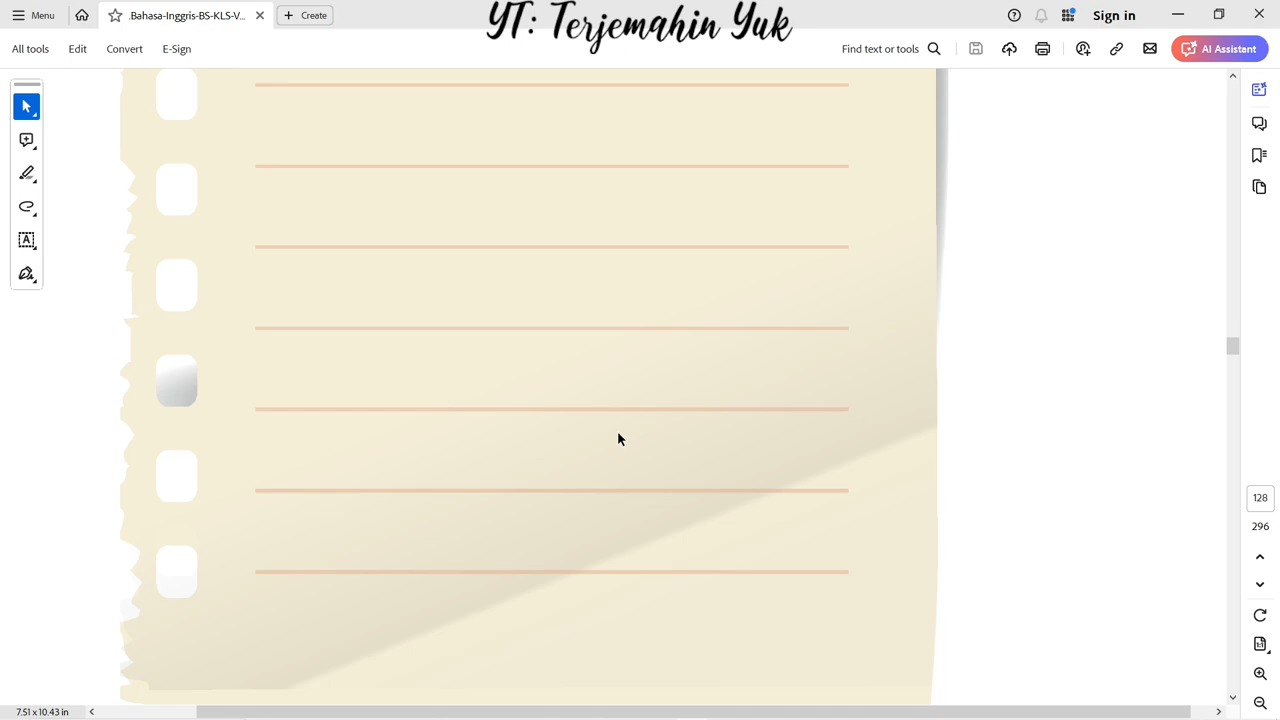 YT: Terjemahin Yuk
Menu
.Bahasa-Inggris-BS-KLS-V...
Create
Sign in
All tools
Edit
Convert
E-Sign
Find text or tools
AI Assistant
128
296
7.51 x 10.43 in